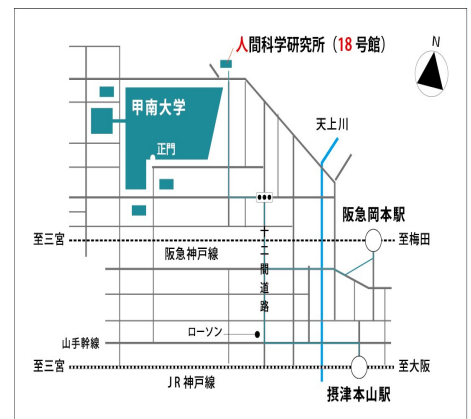 人間科学研究所（18 号館）
N
甲南大学
天上川
正門
阪急岡本駅
至三宮
至梅田
阪急神戸線
十二間道路
ローソン
山手幹線
至三宮
至大阪
JR神戸線
摂津本山駅